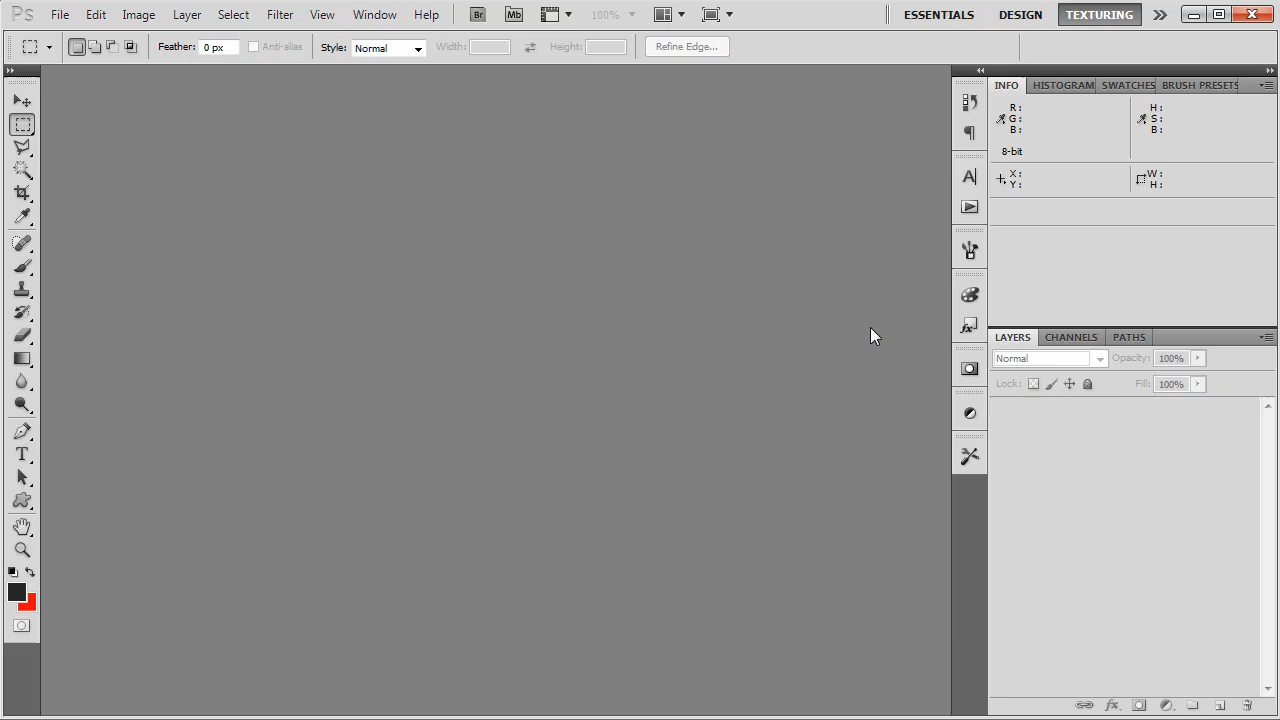 Ps File Edit Image Layer Select Filter View Window Help Br Mb 100% ESSENTIALS DESIGN TEXTURING
Feather: 0 px Anti-alias Style: Normal Width: Height: Refine Edge...
INFO HISTOGRAM SWATCHES BRUSH PRESETS
R: H:
G: S:
B: B:
8-bit
X: W:
Y: H:
LAYERS CHANNELS PATHS
Normal Opacity: 100%
Lock: Fill: 100%